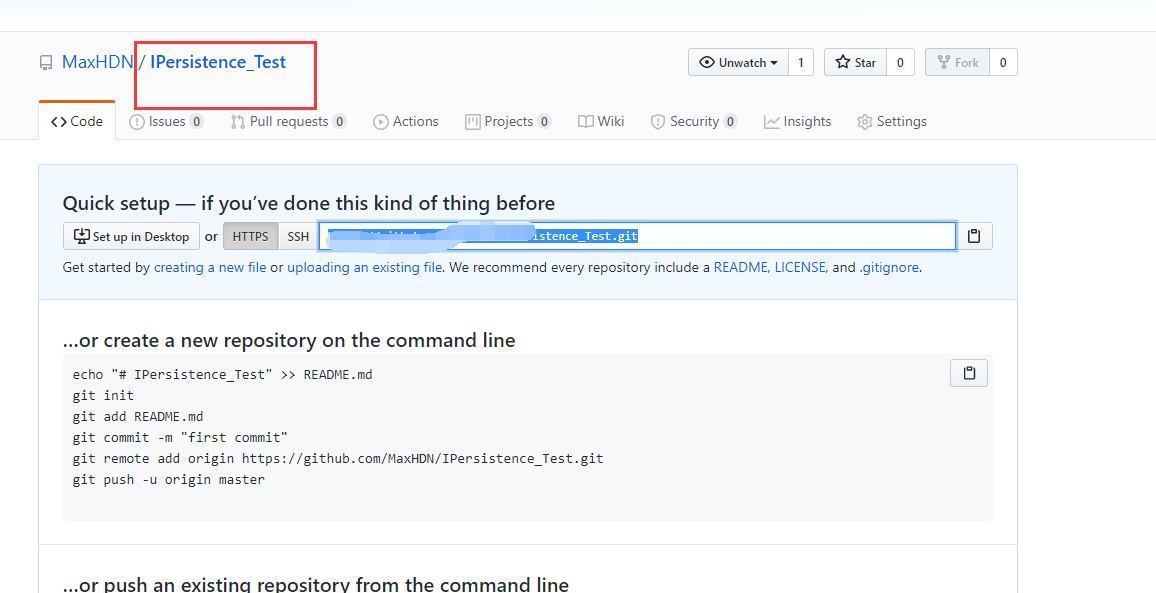 MaxHDN / IPersistence_Test
Unwatch 1 Star 0 Fork 0
Code Issues 0 Pull requests 0 Actions Projects 0 Wiki Security 0 Insights Settings
Quick setup — if you’ve done this kind of thing before
Set up in Desktop or HTTPS SSH istence_Test.git
Get started by creating a new file or uploading an existing file. We recommend every repository include a README, LICENSE, and .gitignore.
…or create a new repository on the command line
echo "# IPersistence_Test" >> README.md
git init
git add README.md
git commit -m "first commit"
git remote add origin https://github.com/MaxHDN/IPersistence_Test.git
git push -u origin master
…or push an existing repository from the command line